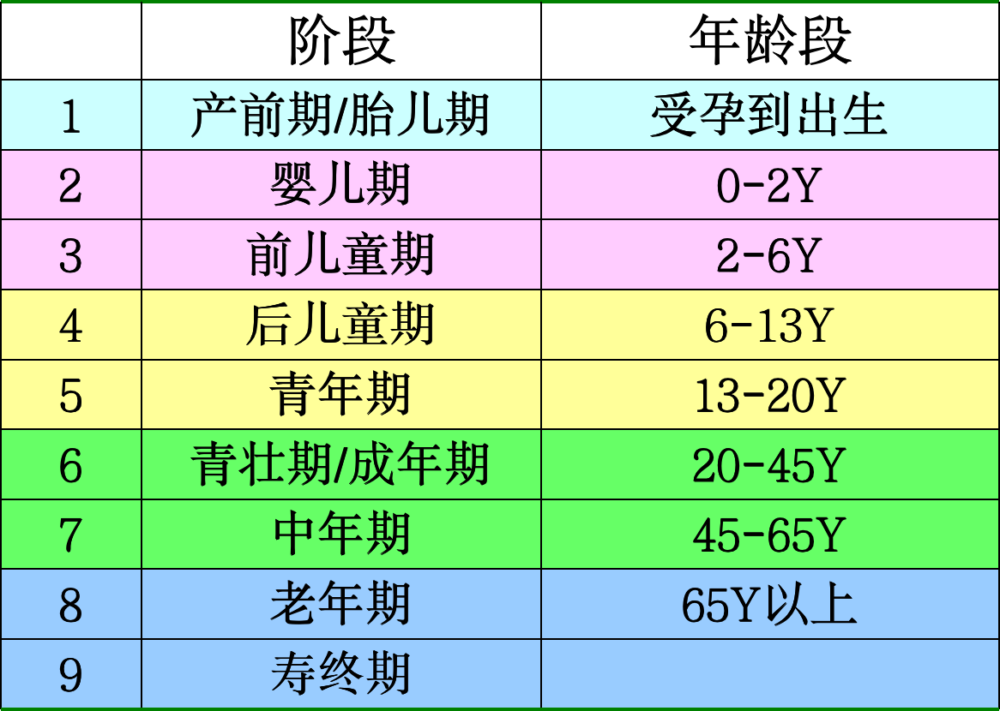 阶段 年龄段
1 产前期/胎儿期 受孕到出生
2 婴儿期 0-2Y
3 前儿童期 2-6Y
4 后儿童期 6-13Y
5 青年期 13-20Y
6 青壮期/成年期 20-45Y
7 中年期 45-65Y
8 老年期 65Y以上
9 寿终期